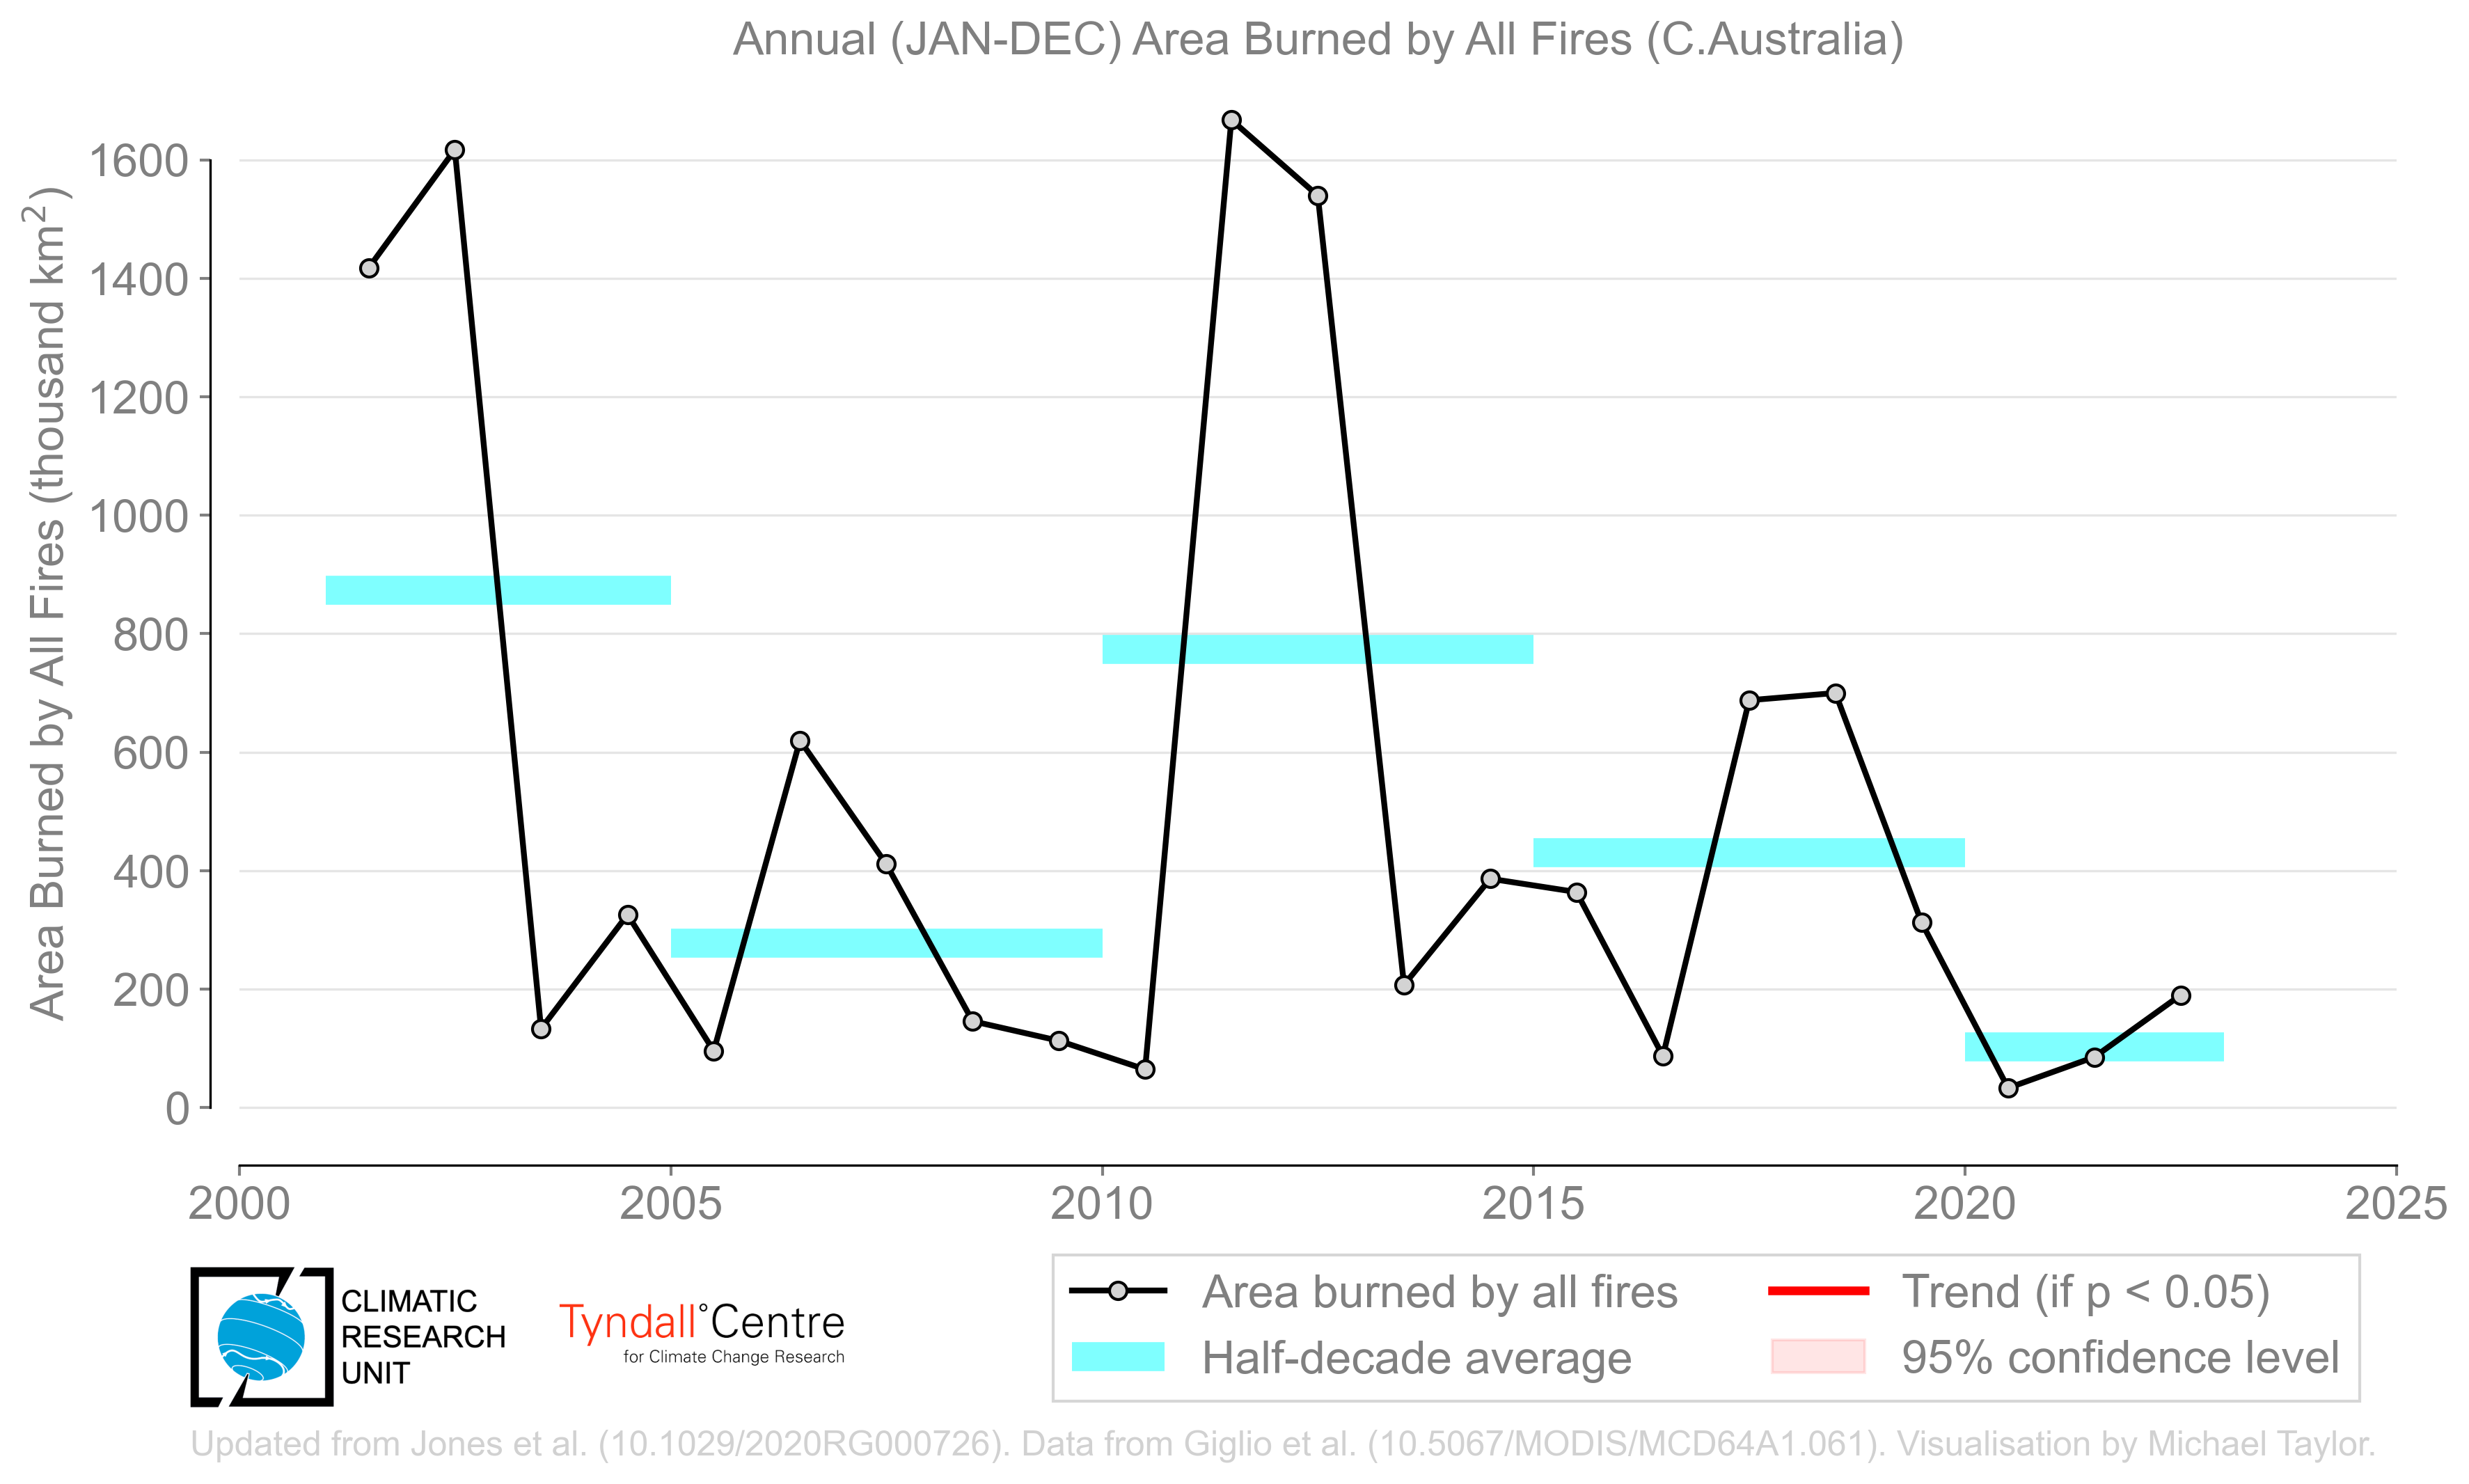 Annual (JAN-DEC) Area Burned by All Fires (C.Australia)
Area Burned by All Fires (thousand km²)
1600
1400
1200
1000
800
600
400
200
0
2000 2005 2010 2015 2020 2025
CLIMATIC
RESEARCH
UNIT
Tyndall°Centre
for Climate Change Research
Area burned by all fires
Half-decade average
Trend (if p < 0.05)
95% confidence level
Updated from Jones et al. (10.1029/2020RG000726). Data from Giglio et al. (10.5067/MODIS/MCD64A1.061). Visualisation by Michael Taylor.